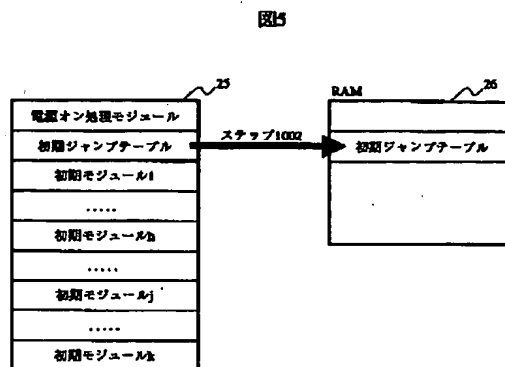 図5
25
電源オン処理モジュール
初期ジャンプテーブル
初期モジュールi
.....
初期モジュールh
.....
初期モジュールj
.....
初期モジュールk
ステップ1002
RAM
26
初期ジャンプテーブル